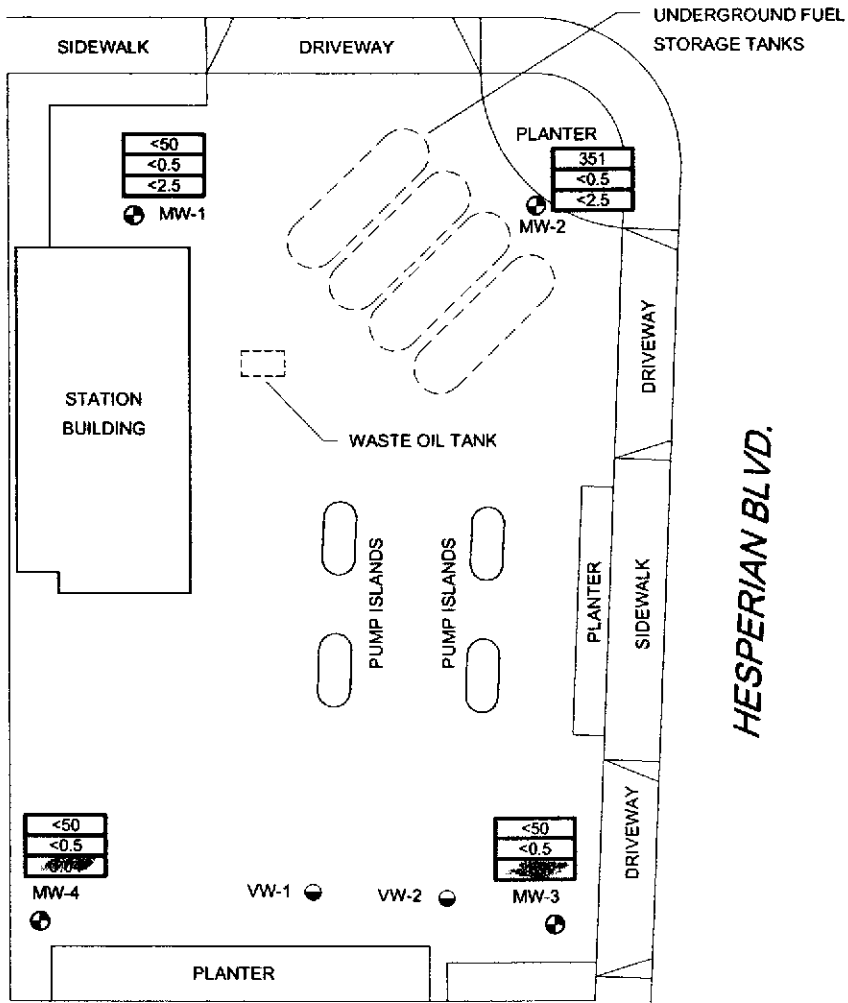 UNDERGROUND FUEL
STORAGE TANKS
SIDEWALK
DRIVEWAY
PLANTER
<50
<0.5
<2.5
MW-1
351
<0.5
<2.5
MW-2
STATION
BUILDING
WASTE OIL TANK
DRIVEWAY
HESPERIAN BLVD.
PUMP ISLANDS
PUMP ISLANDS
PLANTER
SIDEWALK
DRIVEWAY
<50
<0.5
MW-4
VW-1
VW-2
<50
<0.5
MW-3
PLANTER